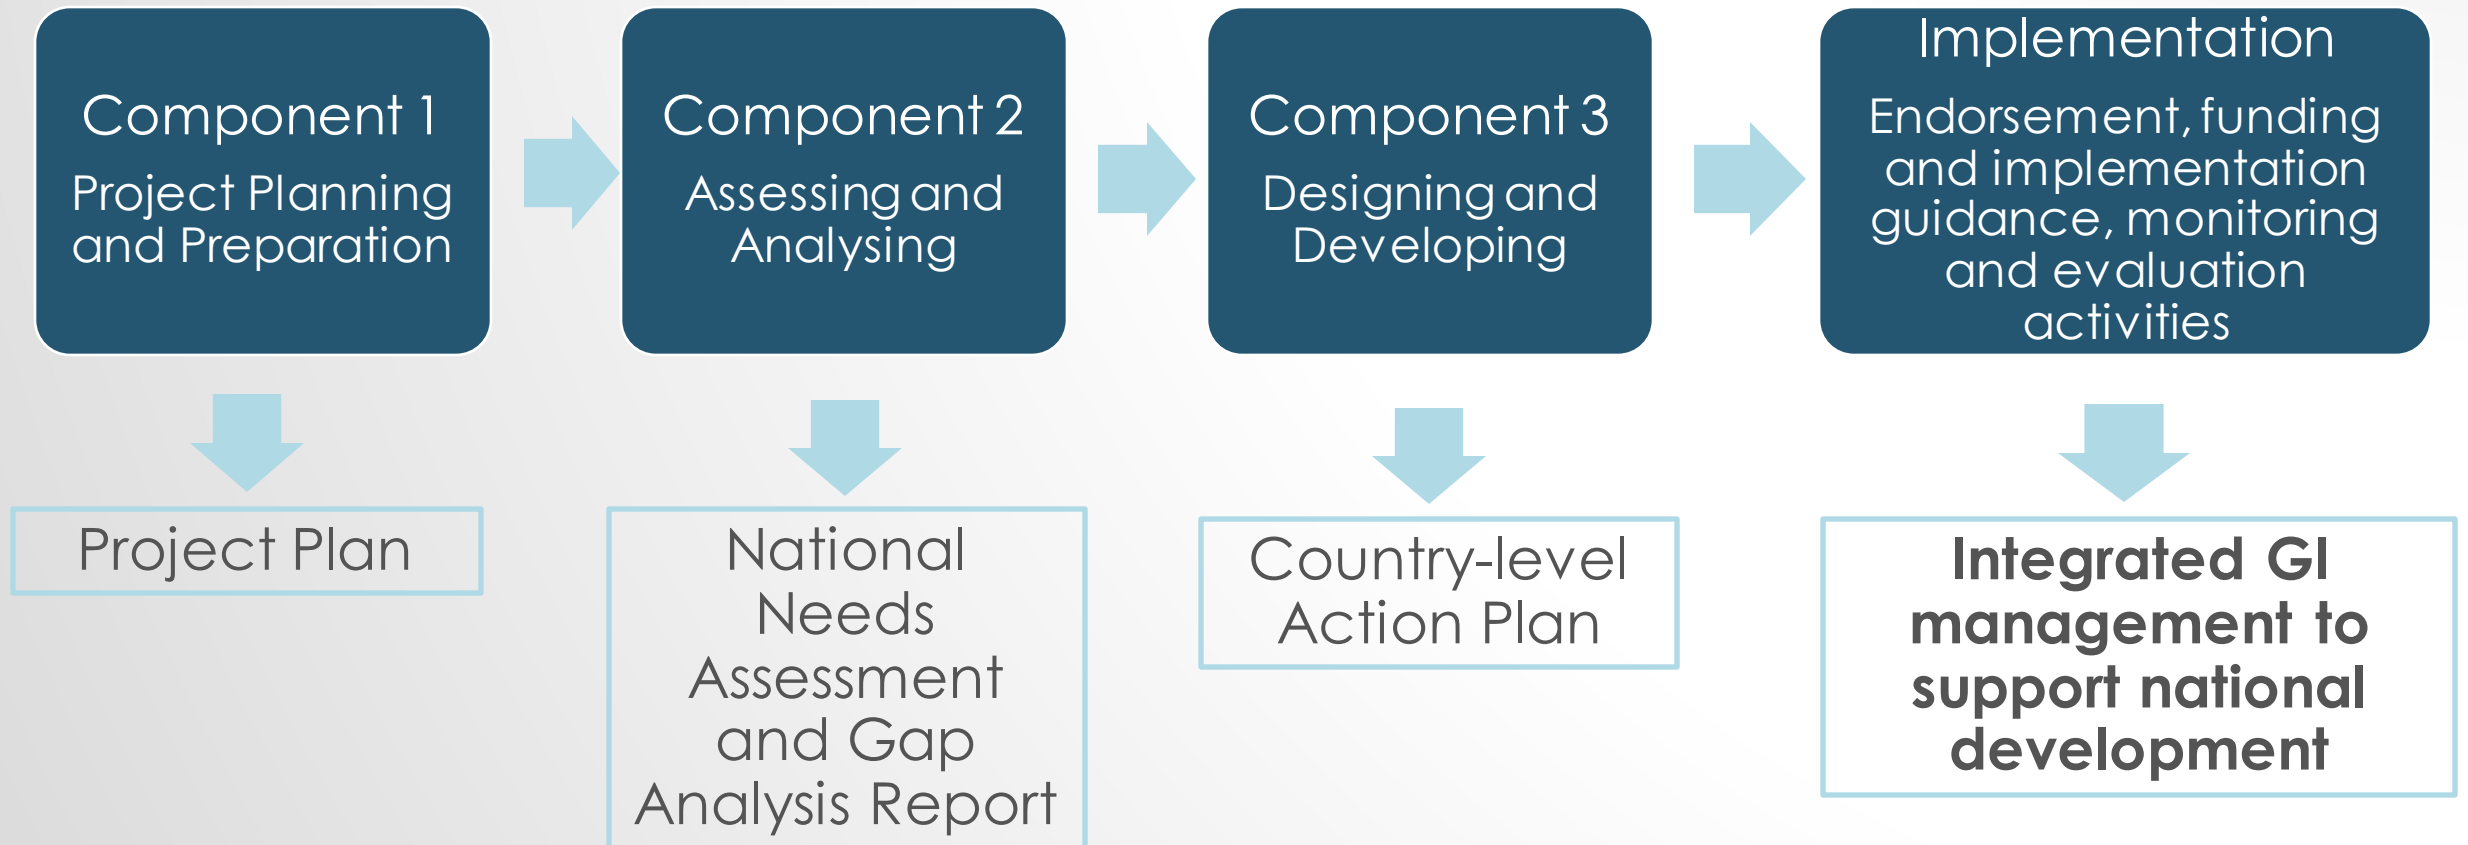 Component 1
Project Planning
and Preparation
Component 2
Assessing and
Analysing
Component 3
Designing and
Developing
Implementation
Endorsement, funding
and implementation
guidance, monitoring
and evaluation
activities
Project Plan
National
Needs
Assessment
and Gap
Analysis Report
Country-level
Action Plan
Integrated GI
management to
support national
development